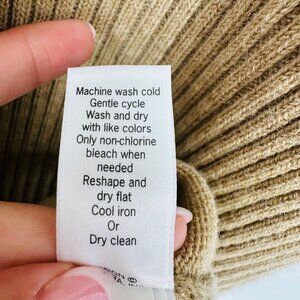 Machine wash cold
Gentle cycle
Wash and dry
with like colors
Only non-chlorine
bleach when
needed
Reshape and
dry flat
Cool iron
Or
Dry clean